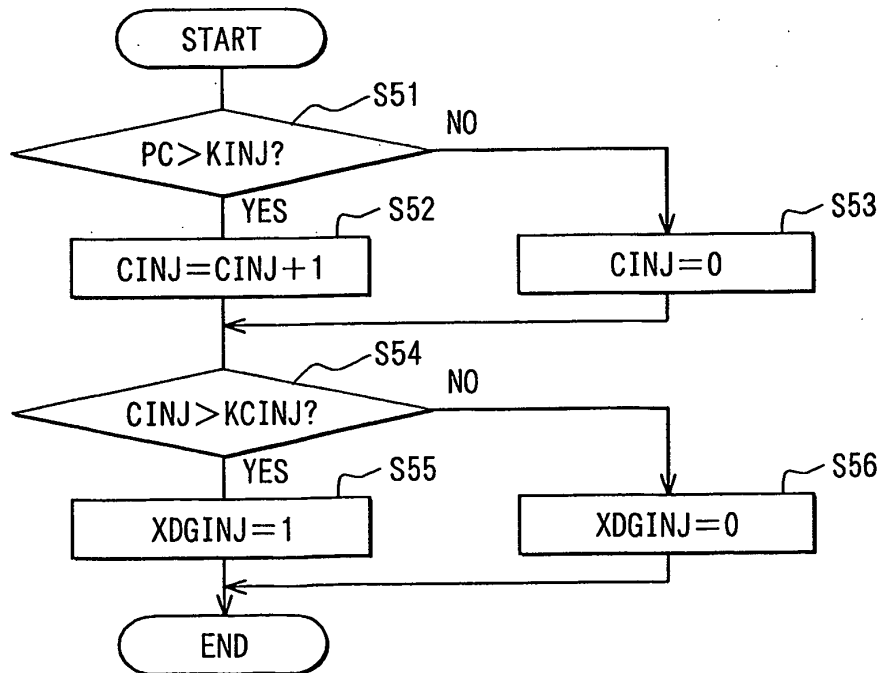 START
S51
PC>KINJ?
NO
YES
S52
CINJ=CINJ+1
S53
CINJ=0
S54
CINJ>KCINJ?
NO
YES
S55
XDGINJ=1
S56
XDGINJ=0
END